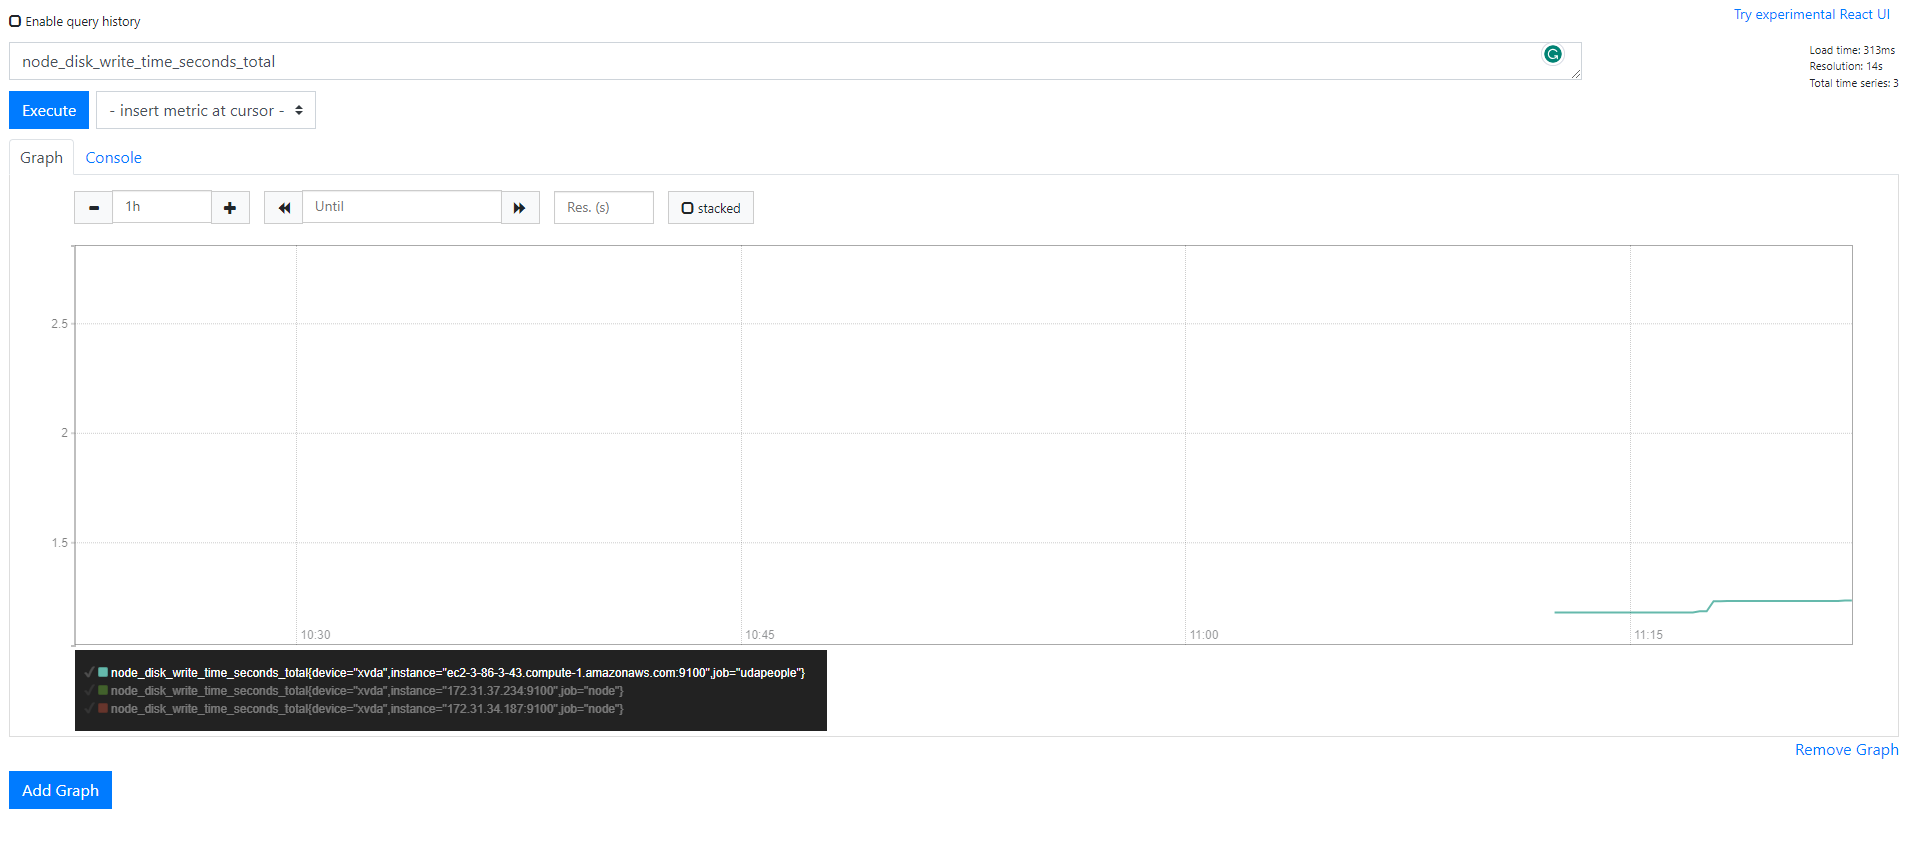 Enable query history
Try experimental React UI
node_disk_write_time_seconds_total
Load time: 313ms
Resolution: 14s
Total time series: 3
Execute
- insert metric at cursor -
Graph
Console
1h
Until
Res. (s)
stacked
2.5
2
1.5
10:30
10:45
11:00
11:15
node_disk_write_time_seconds_total{device="xvda",instance="ec2-3-86-3-43.compute-1.amazonaws.com:9100",job="udapeople"}
node_disk_write_time_seconds_total{device="xvda",instance="172.31.37.234:9100",job="node"}
node_disk_write_time_seconds_total{device="xvda",instance="172.31.34.187:9100",job="node"}
Remove Graph
Add Graph